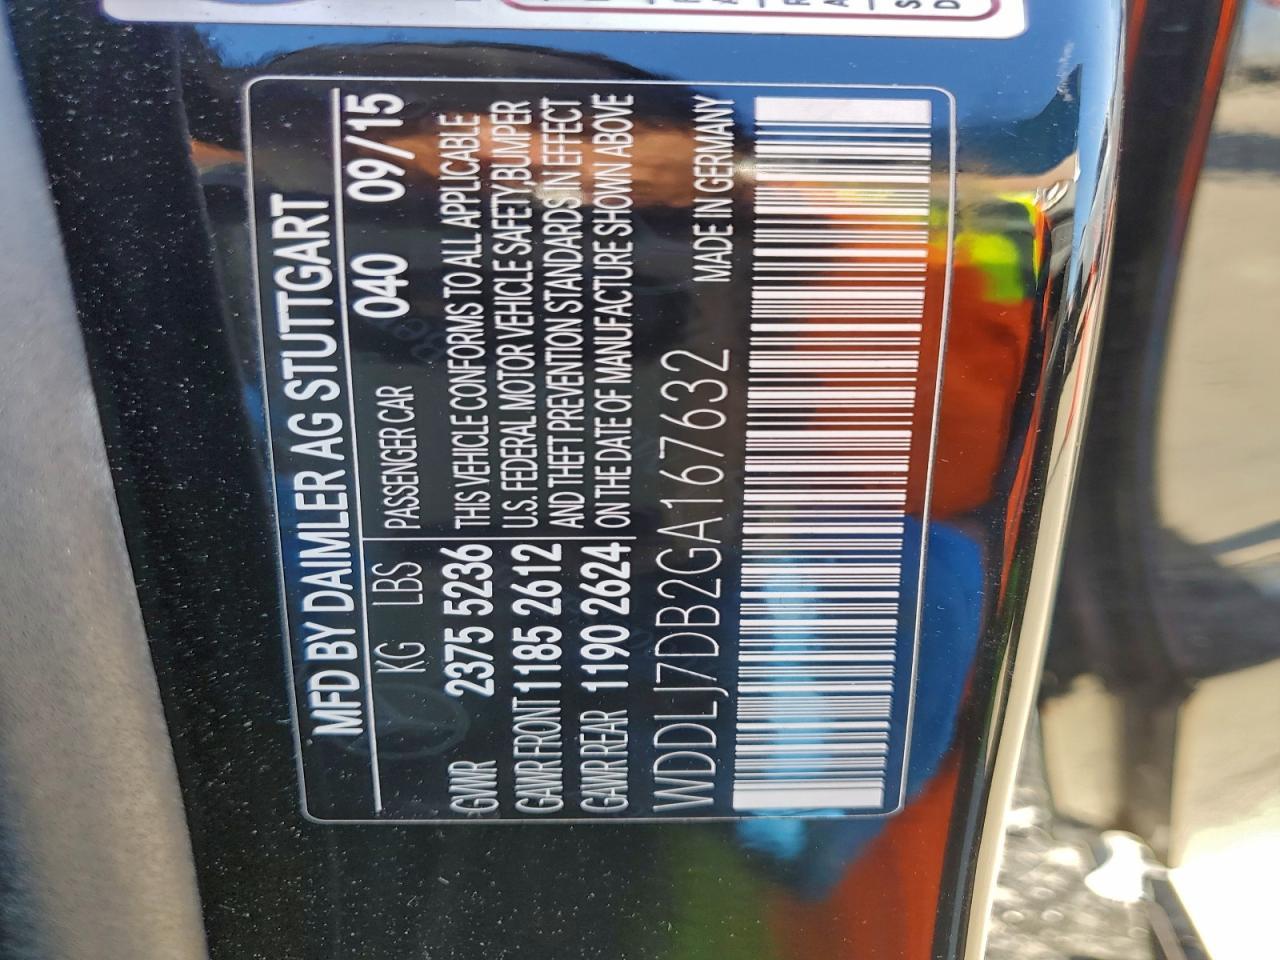 MFD BY DAIMLER AG STUTTGART
KG LBS PASSENGER CAR 040 09/15
GVWR 2375 5236 THIS VEHICLE CONFORMS TO ALL APPLICABLE
GAWR FRONT 1185 2612 U.S. FEDERAL MOTOR VEHICLE SAFETY,BUMPER
AND THEFT PREVENTION STANDARDS IN EFFECT
GAWR REAR 1190 2624 ON THE DATE OF MANUFACTURE SHOWN ABOVE
WDDLJ7DB2GA167632 MADE IN GERMANY